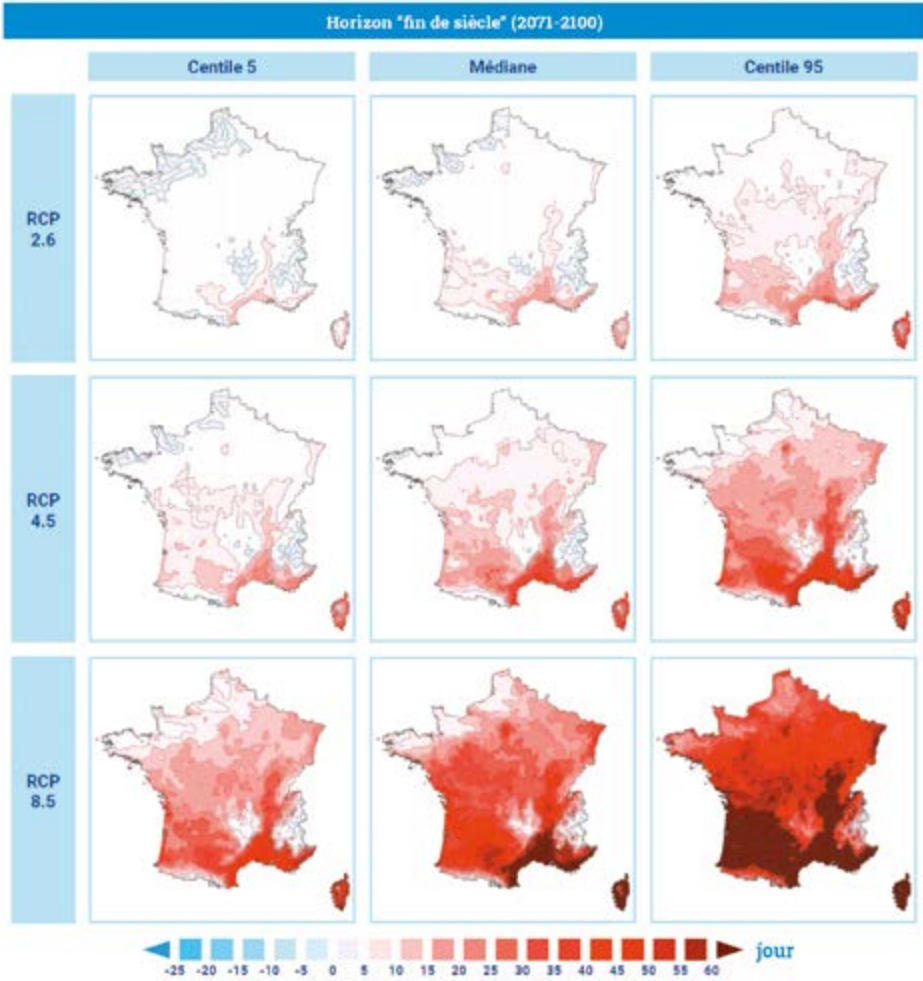 Horizon "fin de siècle" (2071-2100)
Centile 5 Médiane Centile 95
RCP
2.6
RCP
4.5
RCP
8.5
-25 -20 -15 -10 -5 0 5 10 15 20 25 30 35 40 45 50 55 60 jour